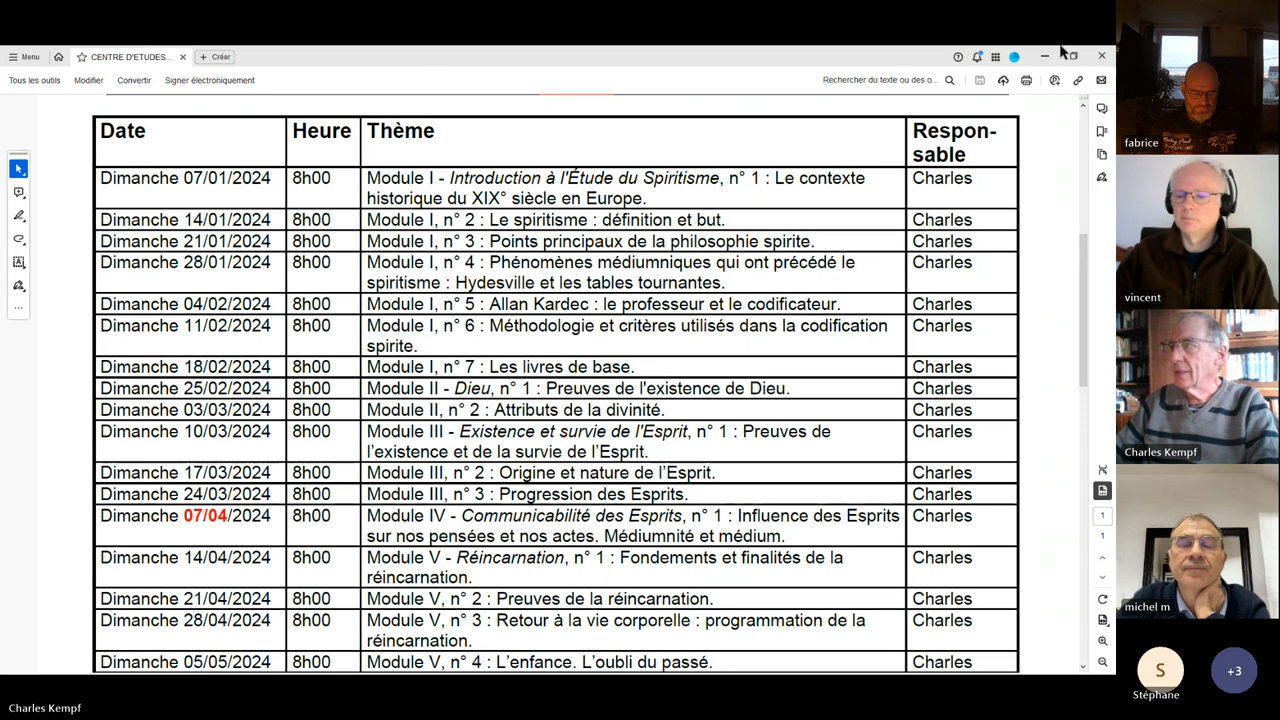 Menu
CENTRE D'ETUDES...
Créer
Tous les outils Modifier Convertir Signer électroniquement
Rechercher du texte ou des o...
Date Heure Thème Respon-
sable
Dimanche 07/01/2024 8h00 Module I - Introduction à l'Étude du Spiritisme, n° 1 : Le contexte Charles
historique du XIX° siècle en Europe.
Dimanche 14/01/2024 8h00 Module I, n° 2 : Le spiritisme : définition et but. Charles
Dimanche 21/01/2024 8h00 Module I, n° 3 : Points principaux de la philosophie spirite. Charles
Dimanche 28/01/2024 8h00 Module I, n° 4 : Phénomènes médiumniques qui ont précédé le Charles
spiritisme : Hydesville et les tables tournantes.
Dimanche 04/02/2024 8h00 Module I, n° 5 : Allan Kardec : le professeur et le codificateur. Charles
Dimanche 11/02/2024 8h00 Module I, n° 6 : Méthodologie et critères utilisés dans la codification Charles
spirite.
Dimanche 18/02/2024 8h00 Module I, n° 7 : Les livres de base. Charles
Dimanche 25/02/2024 8h00 Module II - Dieu, n° 1 : Preuves de l'existence de Dieu. Charles
Dimanche 03/03/2024 8h00 Module II, n° 2 : Attributs de la divinité. Charles
Dimanche 10/03/2024 8h00 Module III - Existence et survie de l'Esprit, n° 1 : Preuves de Charles
l'existence et de la survie de l'Esprit.
Dimanche 17/03/2024 8h00 Module III, n° 2 : Origine et nature de l'Esprit. Charles
Dimanche 24/03/2024 8h00 Module III, n° 3 : Progression des Esprits. Charles
Dimanche 07/04/2024 8h00 Module IV - Communicabilité des Esprits, n° 1 : Influence des Esprits Charles
sur nos pensées et nos actes. Médiumnité et médium.
Dimanche 14/04/2024 8h00 Module V - Réincarnation, n° 1 : Fondements et finalités de la Charles
réincarnation.
Dimanche 21/04/2024 8h00 Module V, n° 2 : Preuves de la réincarnation. Charles
Dimanche 28/04/2024 8h00 Module V, n° 3 : Retour à la vie corporelle : programmation de la Charles
réincarnation.
Dimanche 05/05/2024 8h00 Module V, n° 4 : L'enfance. L'oubli du passé. Charles
1
1
fabrice
vincent
Charles Kempf
michel m
S
Stéphane
+3
Charles Kempf